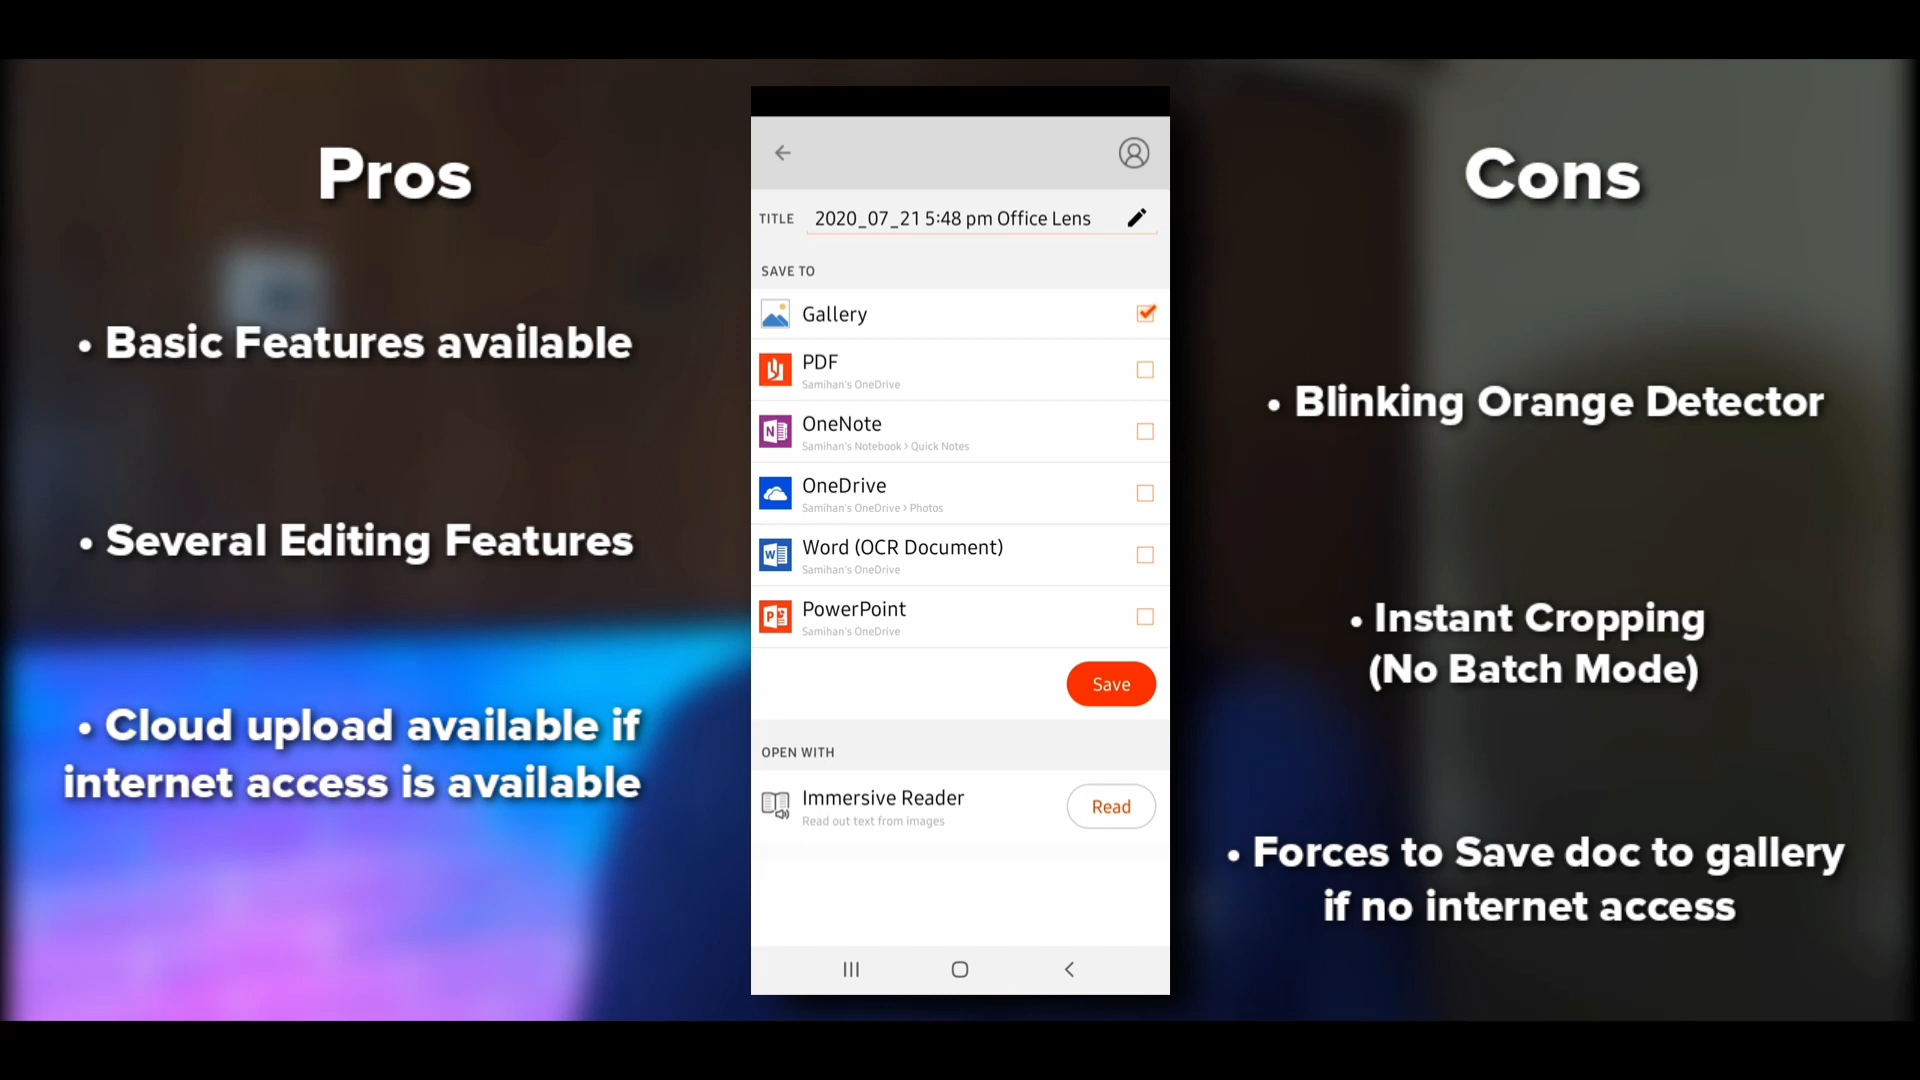 Pros
• Basic Features available
• Several Editing Features
• Cloud upload available if
internet access is available
TITLE 2020_07_21 5:48 pm Office Lens
SAVE TO
Gallery
PDF
Samihan's OneDrive
OneNote
Samihan's Notebook > Quick Notes
OneDrive
Samihan's OneDrive > Photos
Word (OCR Document)
Samihan's OneDrive
PowerPoint
Samihan's OneDrive
Save
OPEN WITH
Immersive Reader
Read out text from images
Read
Cons
• Blinking Orange Detector
• Instant Cropping
(No Batch Mode)
• Forces to Save doc to gallery
if no internet access